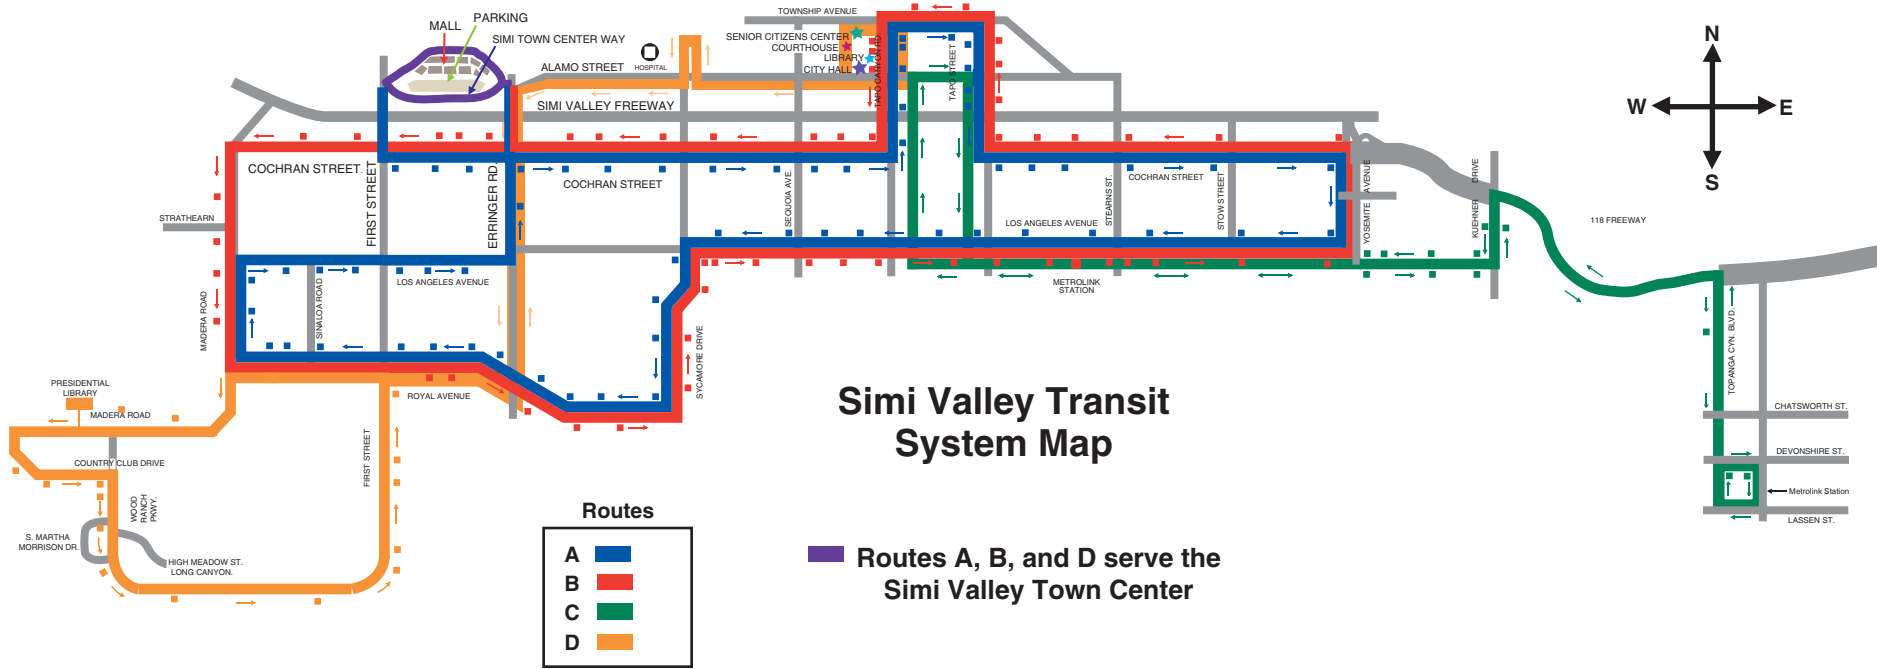 TOWNSHIP AVENUE
PARKING
MALL
SIMI TOWN CENTER WAY
SENIOR CITIZENS CENTER
COURTHOUSE
LIBRARY
CITY HALL
HOSPITAL
ALAMO STREET
TAPO CANYON RD.
TAPO STREET
SIMI VALLEY FREEWAY
N
W
E
S
COCHRAN STREET.
FIRST STREET
ERRINGER RD.
COCHRAN STREET
SEQUOIA AVE.
STEARNS ST.
COCHRAN STREET
STOW STREET
YOSEMITE AVENUE
KUEHNER DRIVE
118 FREEWAY
STRATHEARN
LOS ANGELES AVENUE
MADERA ROAD
SINALOA ROAD
LOS ANGELES AVENUE
METROLINK
STATION
SYCAMORE DRIVE
TOPANGA CYN. BLVD.
PRESIDENTIAL
LIBRARY
MADERA ROAD
ROYAL AVENUE
Simi Valley Transit
System Map
CHATSWORTH ST.
DEVONSHIRE ST.
Metrolink Station
LASSEN ST.
COUNTRY CLUB DRIVE
FIRST STREET
WOOD
RANCH
PKWY.
S. MARTHA
MORRISON DR.
HIGH MEADOW ST.
LONG CANYON.
Routes
A
B
C
D
Routes A, B, and D serve the
Simi Valley Town Center